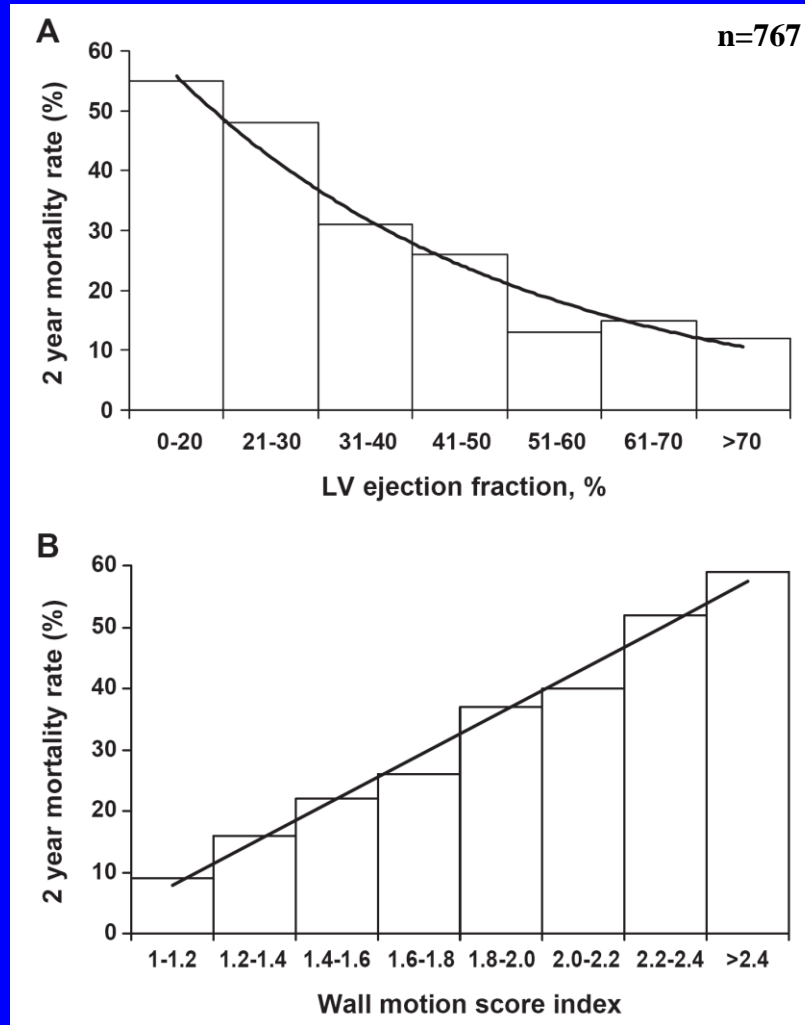 A
n=767
2 year mortality rate (%)
60
50
40
30
20
10
0
0-20 21-30 31-40 41-50 51-60 61-70 >70
LV ejection fraction, %
B
2 year mortality rate (%)
60
50
40
30
20
10
0
1-1.2 1.2-1.4 1.4-1.6 1.6-1.8 1.8-2.0 2.0-2.2 2.2-2.4 >2.4
Wall motion score index